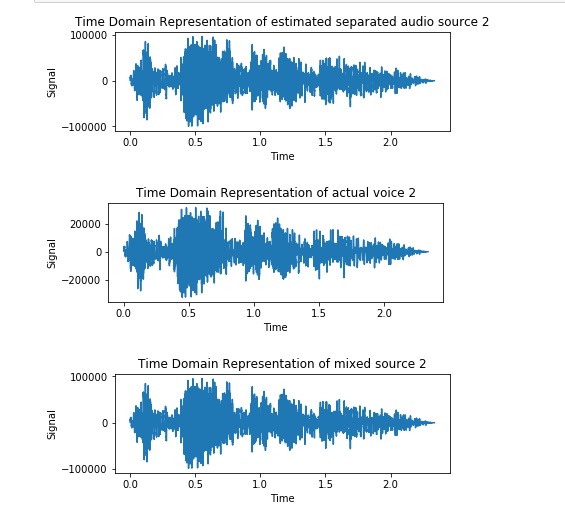 Time Domain Representation of estimated separated audio source 2
100000
0
−100000
Signal
0.0 0.5 1.0 1.5 2.0
Time
Time Domain Representation of actual voice 2
20000
0
−20000
Signal
0.0 0.5 1.0 1.5 2.0
Time
Time Domain Representation of mixed source 2
100000
0
−100000
Signal
0.0 0.5 1.0 1.5 2.0
Time